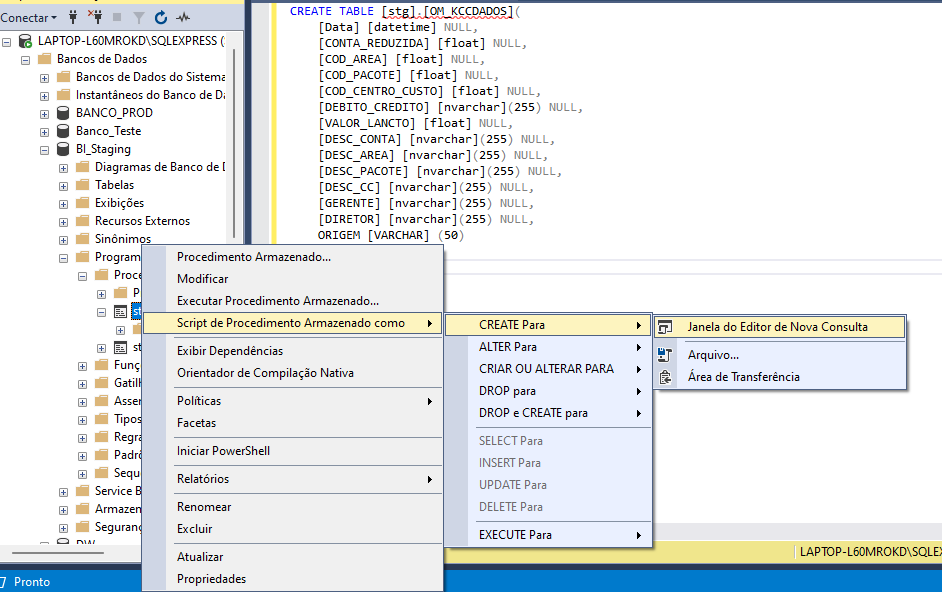 Conectar
LAPTOP-L60MROKD\SQLEXPRESS
Bancos de Dados
Bancos de Dados do Sistema
Instantâneos do Banco de
BANCO_PROD
Banco_Teste
BI_Staging
Diagramas de Banco de
Tabelas
Exibições
Recursos Externos
Sinônimos
Program
Proce
P
st
st
Funç
Gatilh
Asser
Tipos
Regra
Padrõ
Sequ
Service B
Armazen
Seguranç
DW
CREATE TABLE [stg].[OM_KCCDADOS](
[Data] [datetime] NULL,
[CONTA_REDUZIDA] [float] NULL,
[COD_AREA] [float] NULL,
[COD_PACOTE] [float] NULL,
[COD_CENTRO_CUSTO] [float] NULL,
[DEBITO_CREDITO] [nvarchar](255) NULL,
[VALOR_LANCTO] [float] NULL,
[DESC_CONTA] [nvarchar](255) NULL,
[DESC_AREA] [nvarchar](255) NULL,
[DESC_PACOTE] [nvarchar](255) NULL,
[DESC_CC] [nvarchar](255) NULL,
[GERENTE] [nvarchar](255) NULL,
[DIRETOR] [nvarchar](255) NULL,
ORIGEM [VARCHAR] (50)
Procedimento Armazenado...
Modificar
Executar Procedimento Armazenado...
Script de Procedimento Armazenado como
Exibir Dependências
Orientador de Compilação Nativa
Políticas
Facetas
Iniciar PowerShell
Relatórios
Renomear
Excluir
Atualizar
Propriedades
CREATE Para
ALTER Para
CRIAR OU ALTERAR PARA
DROP para
DROP e CREATE para
SELECT Para
INSERT Para
UPDATE Para
DELETE Para
EXECUTE Para
Janela do Editor de Nova Consulta
Arquivo...
Área de Transferência
LAPTOP-L60MROKD\SQLEX
Pronto